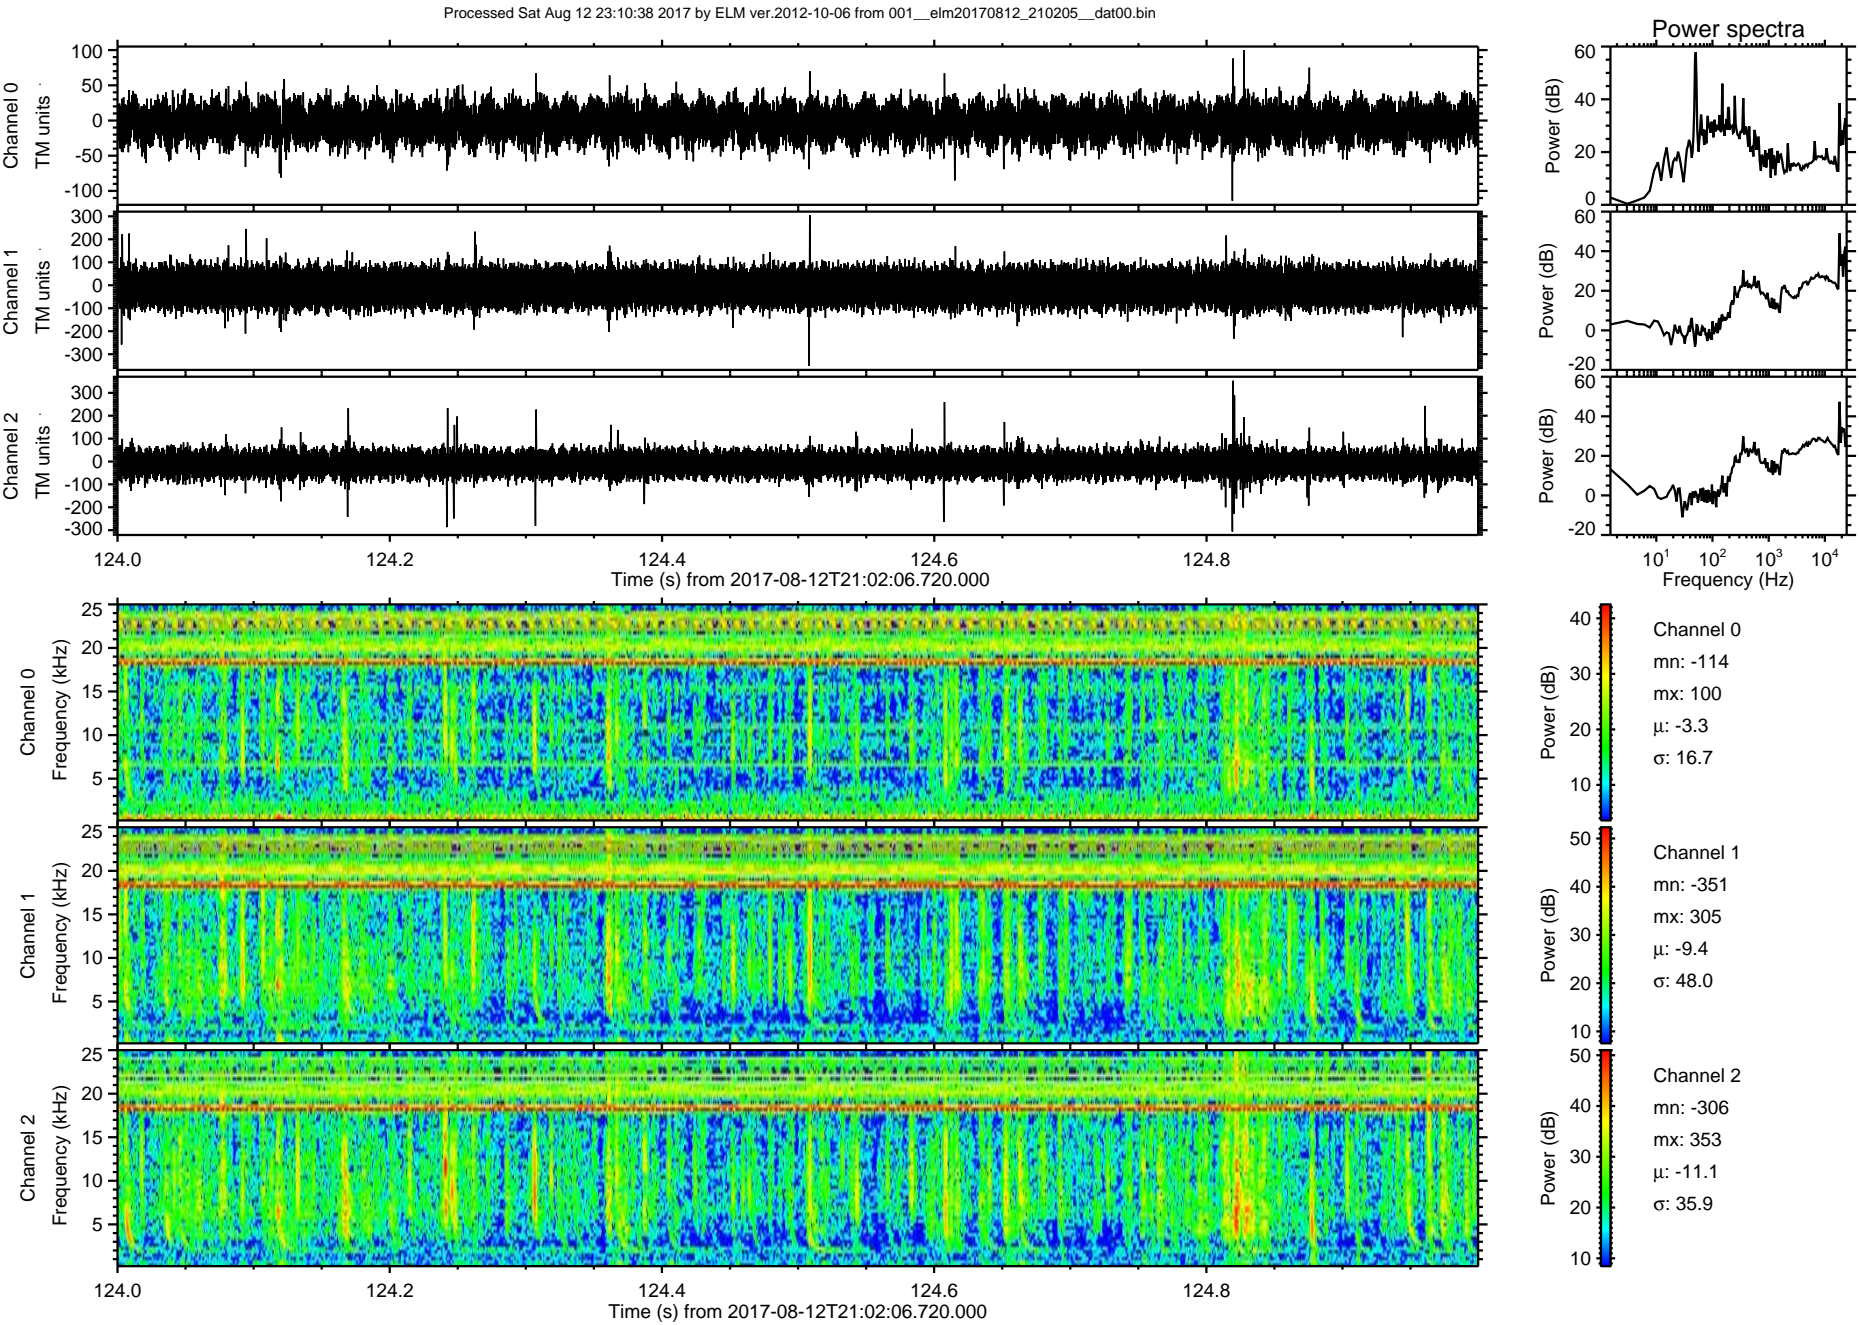 Processed Sat Aug 12 23:10:38 2017 by ELM ver.2012-10-06 from 001__elm20170812_210205__dat00.bin
Power spectra
Channel 0
TM units
100
50
0
-50
-100
Power (dB)
60
40
20
0
Channel 1
TM units
300
200
100
0
-100
-200
-300
Power (dB)
60
40
20
0
-20
Channel 2
TM units
300
200
100
0
-100
-200
-300
Power (dB)
60
40
20
0
-20
124.0 124.2 124.4 124.6 124.8
Time (s) from 2017-08-12T21:02:06.720.000
10^1 10^2 10^3 10^4
Frequency (Hz)
Channel 0
Frequency (kHz)
25
20
15
10
5
Power (dB)
40
30
20
10
Channel 0
mn: -114
mx: 100
μ: -3.3
σ: 16.7
Channel 1
Frequency (kHz)
25
20
15
10
5
Power (dB)
50
40
30
20
10
Channel 1
mn: -351
mx: 305
μ: -9.4
σ: 48.0
Channel 2
Frequency (kHz)
25
20
15
10
5
Power (dB)
50
40
30
20
10
Channel 2
mn: -306
mx: 353
μ: -11.1
σ: 35.9
124.0 124.2 124.4 124.6 124.8
Time (s) from 2017-08-12T21:02:06.720.000